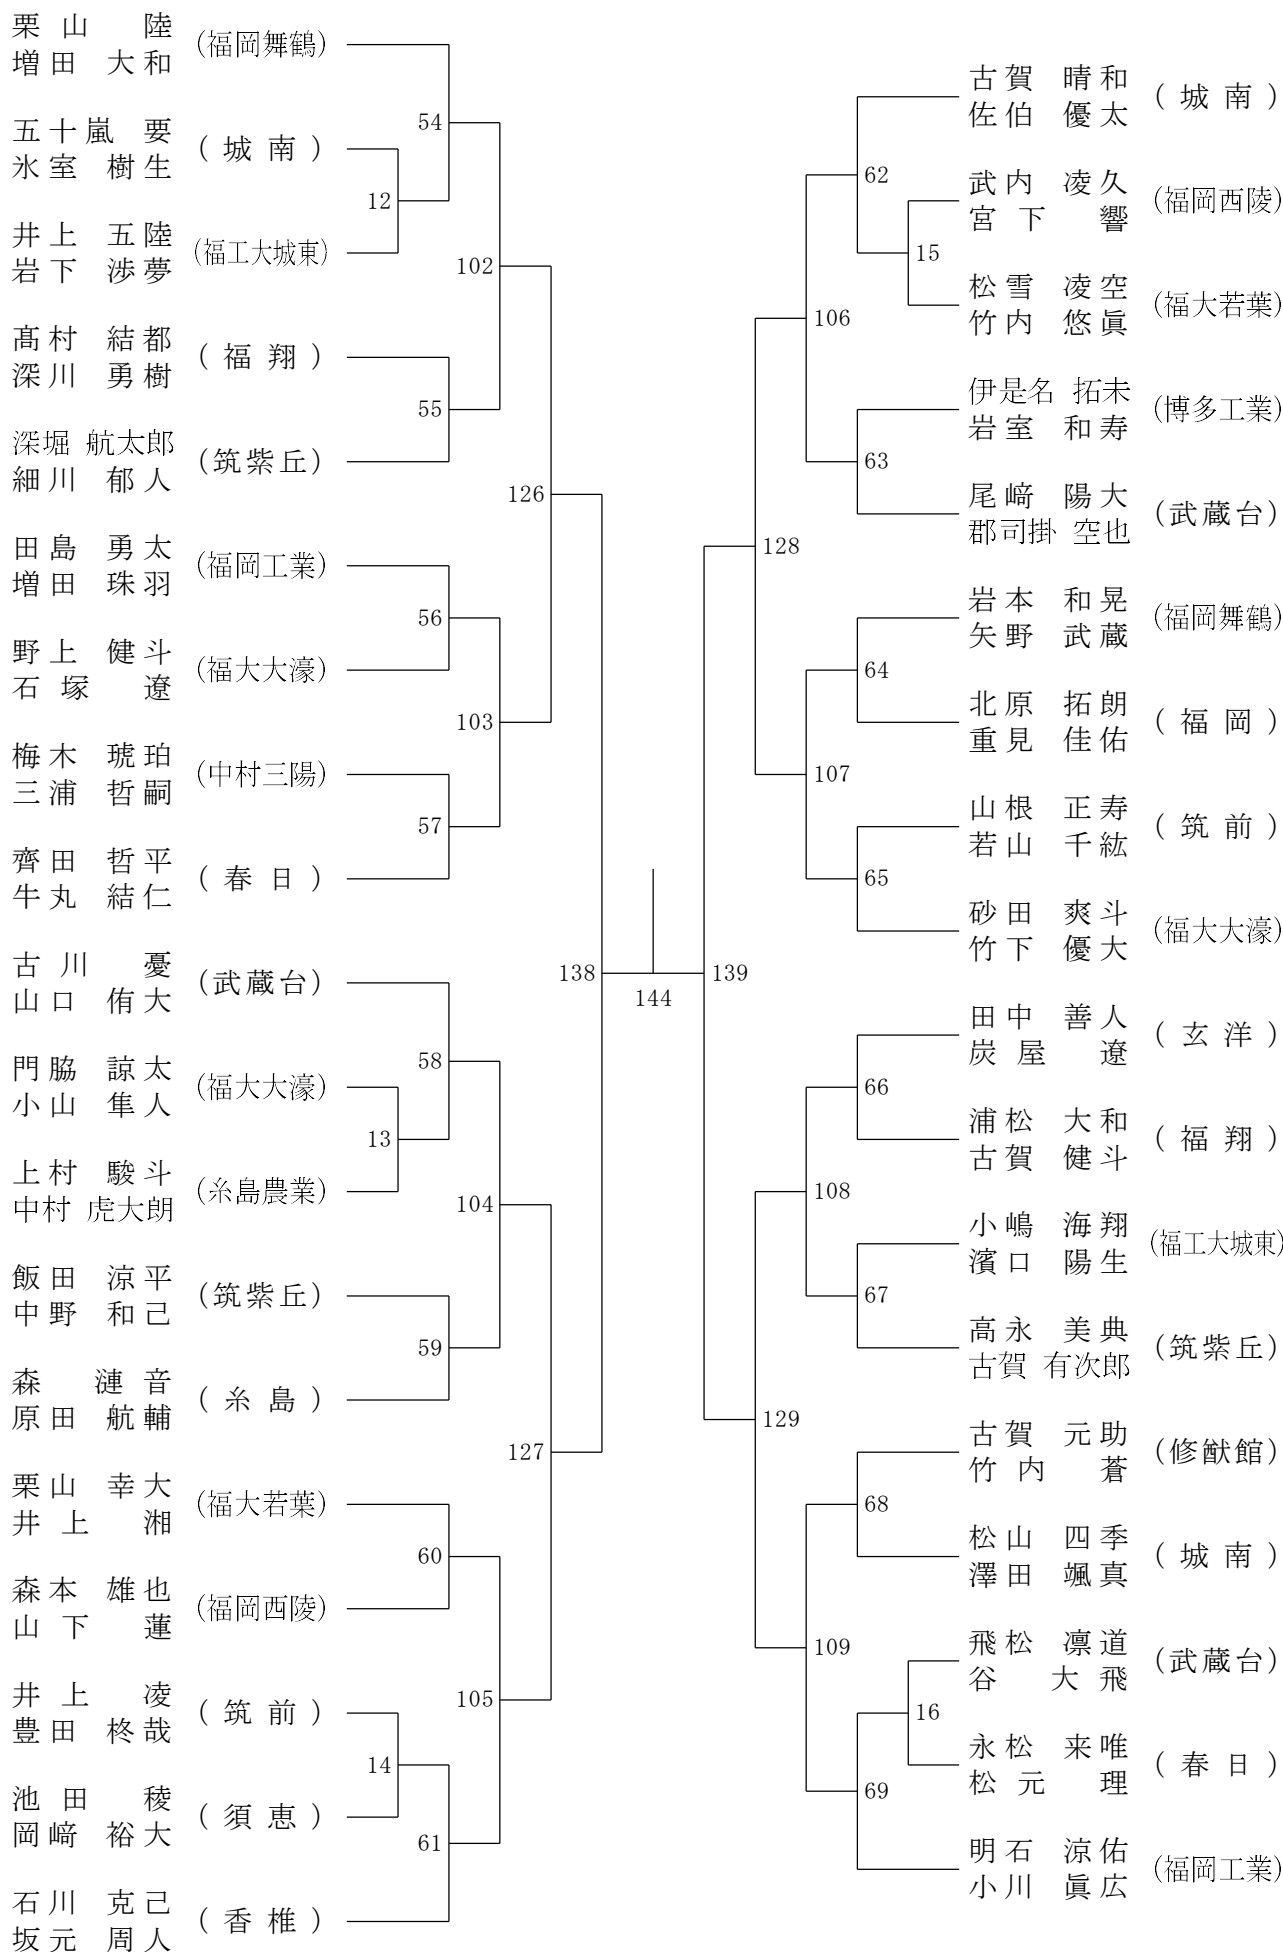 栗山 陸
増田 大和
(福岡舞鶴)
五十嵐 要
氷室 樹生
(城南)
井上 五陸
岩下 渉夢
(福工大城東)
髙村 結都
深川 勇樹
(福翔)
深堀 航太郎
細川 郁人
(筑紫丘)
田島 勇太
増田 珠羽
(福岡工業)
野上 健斗
石塚 遼
(福大大濠)
梅木 琥珀
三浦 哲嗣
(中村三陽)
齊田 哲平
牛丸 結仁
(春日)
古川 憂
山口 侑大
(武蔵台)
門脇 諒太
小山 隼人
(福大大濠)
上村 駿斗
中村 虎大朗
(糸島農業)
飯田 涼平
中野 和己
(筑紫丘)
森 漣音
原田 航輔
(糸島)
栗山 幸大
井上 湘
(福大若葉)
森本 雄也
山下 蓮
(福岡西陵)
井上 凌
豊田 柊哉
(筑前)
池田 稜
岡﨑 裕大
(須恵)
石川 克己
坂元 周人
(香椎)
12
13
14
54
55
56
57
58
59
60
61
102
103
104
105
126
127
138
144
139
128
129
106
107
108
109
62
63
64
65
66
67
68
69
15
16
古賀 晴和
佐伯 優太
(城南)
武内 凌久
宮下 響
(福岡西陵)
松雪 凌空
竹内 悠眞
(福大若葉)
伊是名 拓未
岩室 和寿
(博多工業)
尾﨑 陽大
郡司掛 空也
(武蔵台)
岩本 和晃
矢野 武蔵
(福岡舞鶴)
北原 拓朗
重見 佳佑
(福岡)
山根 正寿
若山 千紘
(筑前)
砂田 爽斗
竹下 優大
(福大大濠)
田中 善人
炭屋 遼
(玄洋)
浦松 大和
古賀 健斗
(福翔)
小嶋 海翔
濱口 陽生
(福工大城東)
高永 美典
古賀 有次郎
(筑紫丘)
古賀 元助
竹内 蒼
(修猷館)
松山 四季
澤田 颯真
(城南)
飛松 凛道
谷 大飛
(武蔵台)
永松 来唯
松元 理
(春日)
明石 涼佑
小川 眞広
(福岡工業)